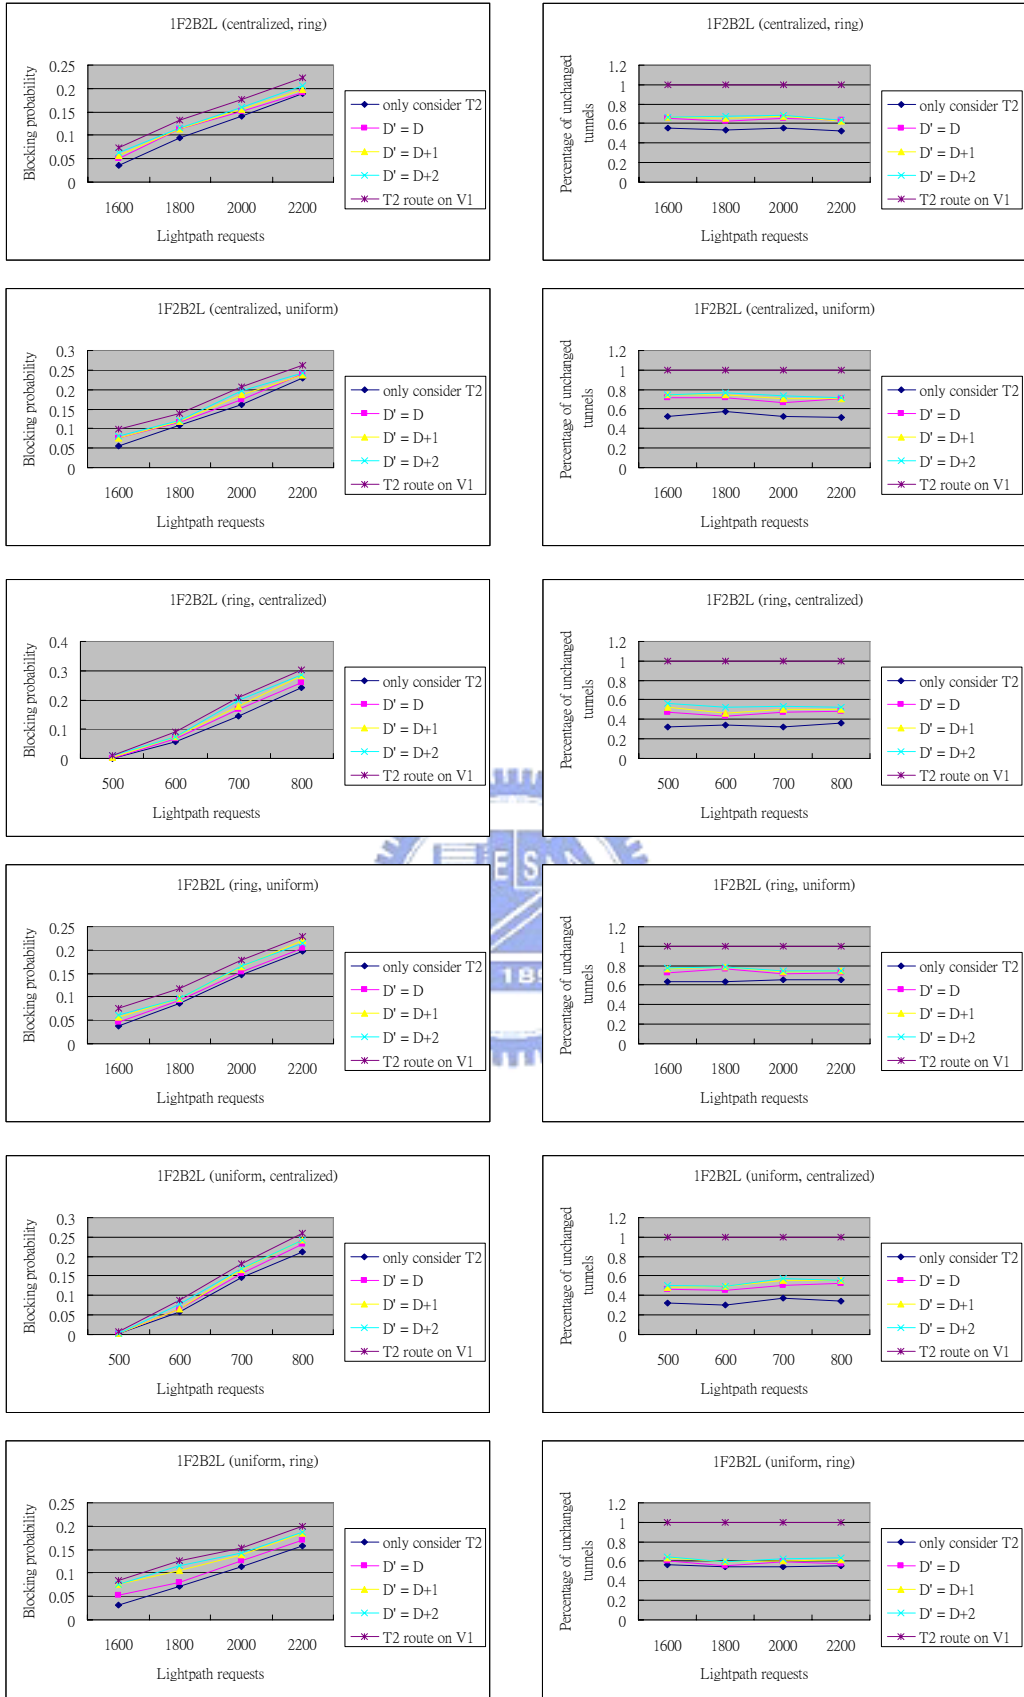 1F2B2L (centralized, ring)
Blocking probability
0.25
0.2
0.15
0.1
0.05
0
1600 1800 2000 2200
Lightpath requests
only consider T2
D' = D
D' = D+1
D' = D+2
T2 route on V1
1F2B2L (centralized, ring)
Percentage of unchanged
tunnels
1.2
1
0.8
0.6
0.4
0.2
0
1600 1800 2000 2200
Lightpath requests
only consider T2
D' = D
D' = D+1
D' = D+2
T2 route on V1
1F2B2L (centralized, uniform)
Blocking probability
0.3
0.25
0.2
0.15
0.1
0.05
0
1600 1800 2000 2200
Lightpath requests
only consider T2
D' = D
D' = D+1
D' = D+2
T2 route on V1
1F2B2L (centralized, uniform)
Percentage of unchanged
tunnels
1.2
1
0.8
0.6
0.4
0.2
0
1600 1800 2000 2200
Lightpath requests
only consider T2
D' = D
D' = D+1
D' = D+2
T2 route on V1
1F2B2L (ring, centralized)
Blocking probability
0.4
0.3
0.2
0.1
0
500 600 700 800
Lightpath requests
only consider T2
D' = D
D' = D+1
D' = D+2
T2 route on V1
1F2B2L (ring, centralized)
Percentage of unchanged
tunnels
1.2
1
0.8
0.6
0.4
0.2
0
500 600 700 800
Lightpath requests
only consider T2
D' = D
D' = D+1
D' = D+2
T2 route on V1
1F2B2L (ring, uniform)
Blocking probability
0.25
0.2
0.15
0.1
0.05
0
1600 1800 2000 2200
Lightpath requests
only consider T2
D' = D
D' = D+1
D' = D+2
T2 route on V1
1F2B2L (ring, uniform)
Percentage of unchanged
tunnels
1.2
1
0.8
0.6
0.4
0.2
0
1600 1800 2000 2200
Lightpath requests
only consider T2
D' = D
D' = D+1
D' = D+2
T2 route on V1
1F2B2L (uniform, centralized)
Blocking probability
0.3
0.25
0.2
0.15
0.1
0.05
0
500 600 700 800
Lightpath requests
only consider T2
D' = D
D' = D+1
D' = D+2
T2 route on V1
1F2B2L (uniform, centralized)
Percentage of unchanged
tunnels
1.2
1
0.8
0.6
0.4
0.2
0
500 600 700 800
Lightpath requests
only consider T2
D' = D
D' = D+1
D' = D+2
T2 route on V1
1F2B2L (uniform, ring)
Blocking probability
0.25
0.2
0.15
0.1
0.05
0
1600 1800 2000 2200
Lightpath requests
only consider T2
D' = D
D' = D+1
D' = D+2
T2 route on V1
1F2B2L (uniform, ring)
Percentage of unchanged
tunnels
1.2
1
0.8
0.6
0.4
0.2
0
1600 1800 2000 2200
Lightpath requests
only consider T2
D' = D
D' = D+1
D' = D+2
T2 route on V1